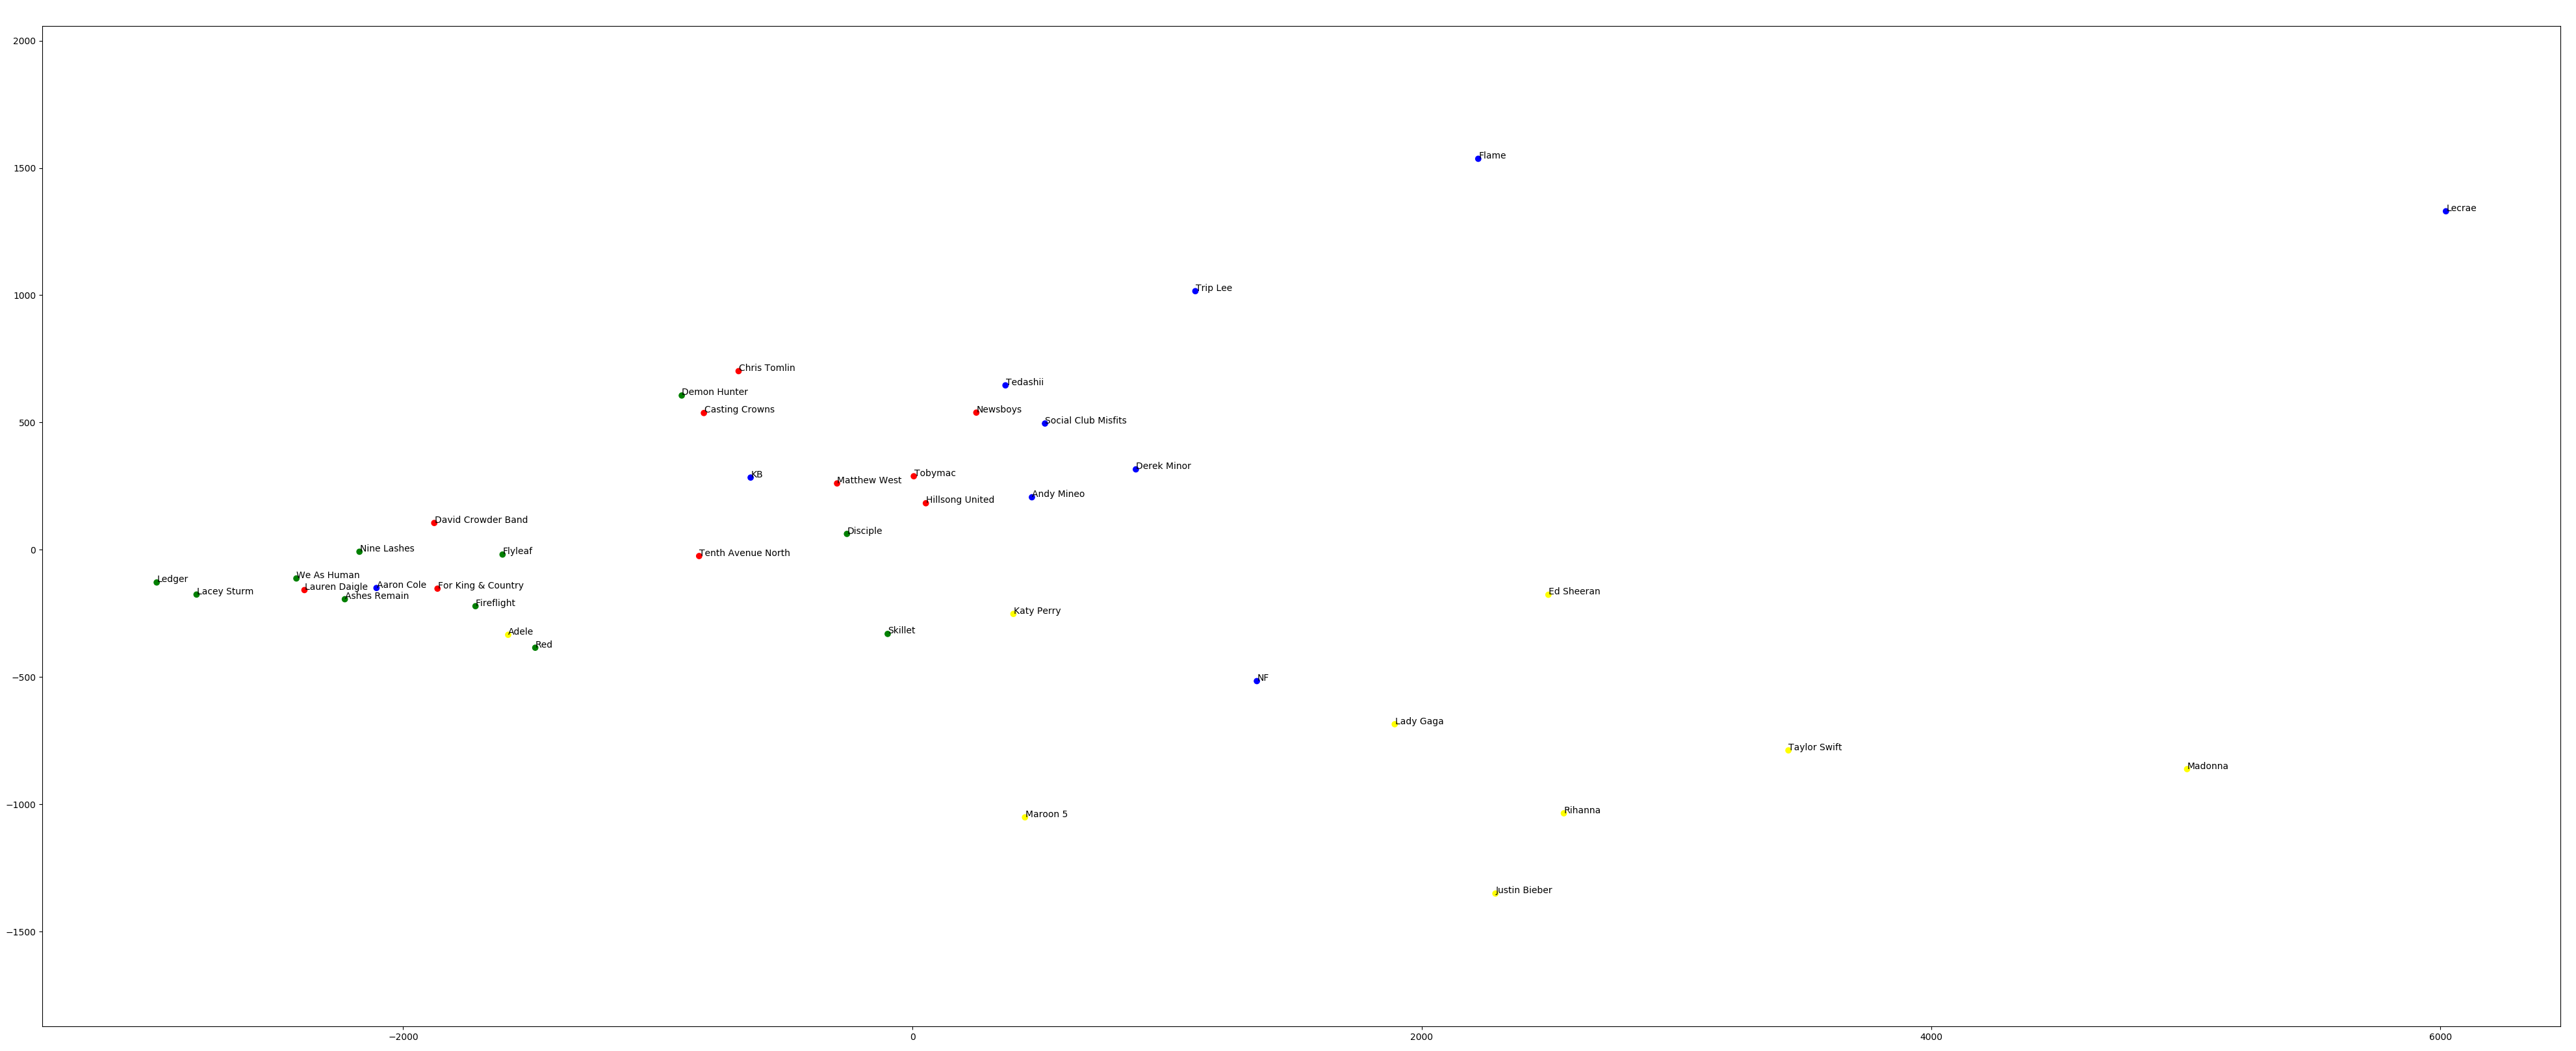 2000
Flame
1500
Lecrae
Trip Lee
1000
Chris Tomlin
Tedashii
Demon Hunter
Casting Crowns
Newsboys
Social Club Misfits
500
Derek Minor
Tobymac
KB
Matthew West
Andy Mineo
Hillsong United
David Crowder Band
Disciple
Nine Lashes
0
Flyleaf
Tenth Avenue North
We As Human
Ledger
Aaron Cole
For King & Country
Lauren Daigle
Lacey Sturm
Ed Sheeran
Ashes Remain
Fireflight
Katy Perry
Skillet
Adele
Red
−500
NF
Lady Gaga
Taylor Swift
Madonna
−1000
Rihanna
Maroon 5
Justin Bieber
−1500
−2000
0
2000
4000
6000